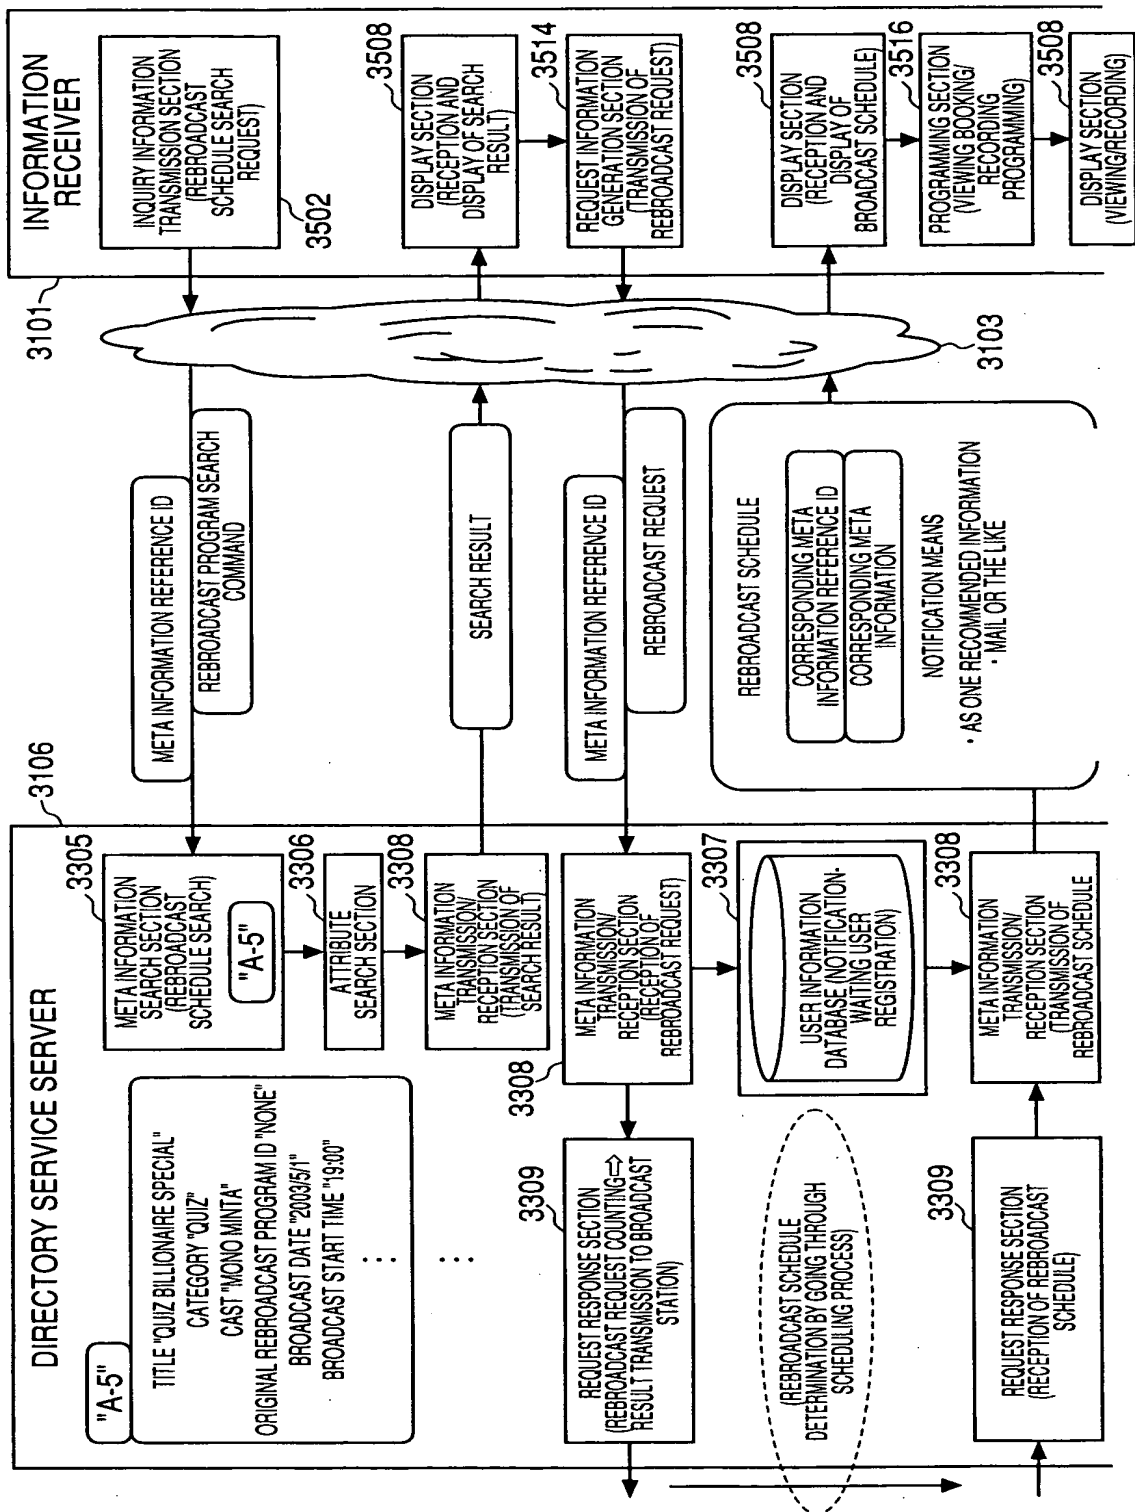 DIRECTORY SERVICE SERVER
3106
"A-5"
TITLE "QUIZ BILLIONAIRE SPECIAL"
CATEGORY "QUIZ"
CAST "MONO MINTA"
ORIGINAL REBROADCAST PROGRAM ID "NONE"
BROADCAST DATE "2003/5/1"
BROADCAST START TIME "19:00"
3305
META INFORMATION
SEARCH SECTION
(REBROADCAST
SCHEDULE SEARCH)
"A-5"
3306
ATTRIBUTE
SEARCH SECTION
3308
META INFORMATION
TRANSMISSION/
RECEPTION SECTION
(TRANSMISSION OF
SEARCH RESULT)
META INFORMATION REFERENCE ID
REBROADCAST PROGRAM SEARCH
COMMAND
SEARCH RESULT
3101
INFORMATION
RECEIVER
INQUIRY INFORMATION
TRANSMISSION SECTION
(REBROADCAST
SCHEDULE SEARCH
REQUEST)
3502
3508
DISPLAY SECTION
(RECEPTION AND
DISPLAY OF SEARCH
RESULT)
3514
REQUEST INFORMATION
GENERATION SECTION
(TRANSMISSION OF
REBROADCAST REQUEST)
META INFORMATION REFERENCE ID
REBROADCAST REQUEST
META INFORMATION
TRANSMISSION/
RECEPTION SECTION
(RECEPTION OF
REBROADCAST REQUEST)
3308
3309
REQUEST RESPONSE SECTION
(REBROADCAST REQUEST COUNTING⇨
RESULT TRANSMISSION TO BROADCAST
STATION)
3307
USER INFORMATION
DATABASE (NOTIFICATION-
WAITING USER
REGISTRATION)
(REBROADCAST SCHEDULE
DETERMINATION BY GOING THROUGH
SCHEDULING PROCESS)
3309
REQUEST RESPONSE SECTION
(RECEPTION OF REBROADCAST
SCHEDULE)
3308
META INFORMATION
TRANSMISSION/
RECEPTION SECTION
(TRANSMISSION OF
REBROADCAST SCHEDULE
REBROADCAST SCHEDULE
CORRESPONDING META
INFORMATION REFERENCE ID
CORRESPONDING META
INFORMATION
NOTIFICATION MEANS
· AS ONE RECOMMENDED INFORMATION
· MAIL OR THE LIKE
3103
3508
DISPLAY SECTION
(RECEPTION AND
DISPLAY OF
BROADCAST SCHEDULE)
3516
PROGRAMMING SECTION
(VIEWING BOOKING/
RECORDING
PROGRAMMING)
3508
DISPLAY SECTION
(VIEWING/RECORDING)